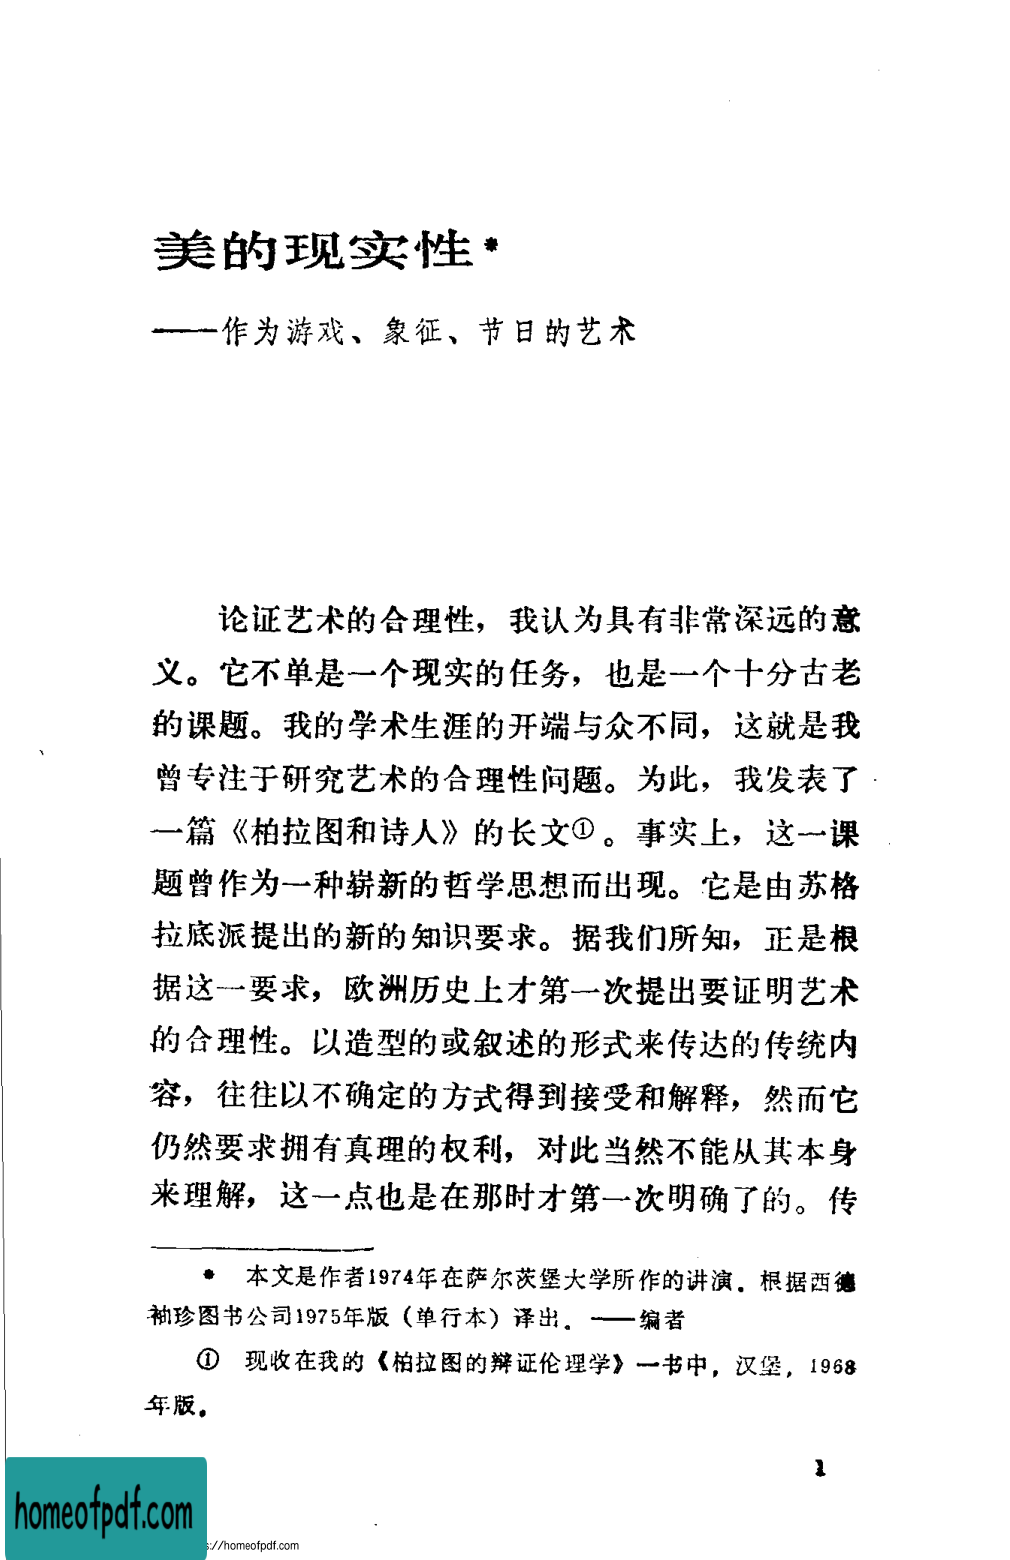 美的现实性*
——作为游戏、象征、节日的艺术
论证艺术的合理性，我认为具有非常深远的意
义。它不单是一个现实的任务，也是一个十分古老
的课题。我的学术生涯的开端与众不同，这就是我
曾专注于研究艺术的合理性问题。为此，我发表了
一篇《柏拉图和诗人》的长文①。事实上，这一课
题曾作为一种崭新的哲学思想而出现。它是由苏格
拉底派提出的新的知识要求。据我们所知，正是根
据这一要求，欧洲历史上才第一次提出要证明艺术
的合理性。以造型的或叙述的形式来传达的传统内
容，往往以不确定的方式得到接受和解释，然而它
仍然要求拥有真理的权利，对此当然不能从其本身
来理解，这一点也是在那时才第一次明确了的。传
* 本文是作者1974年在萨尔茨堡大学所作的讲演。根据西德
袖珍图书公司1975年版（单行本）译出。——编者
① 现收在我的《柏拉图的辩证伦理学》一书中，汉堡，1968
年版。
1
homeofpdf.com
s://homeofpdf.com